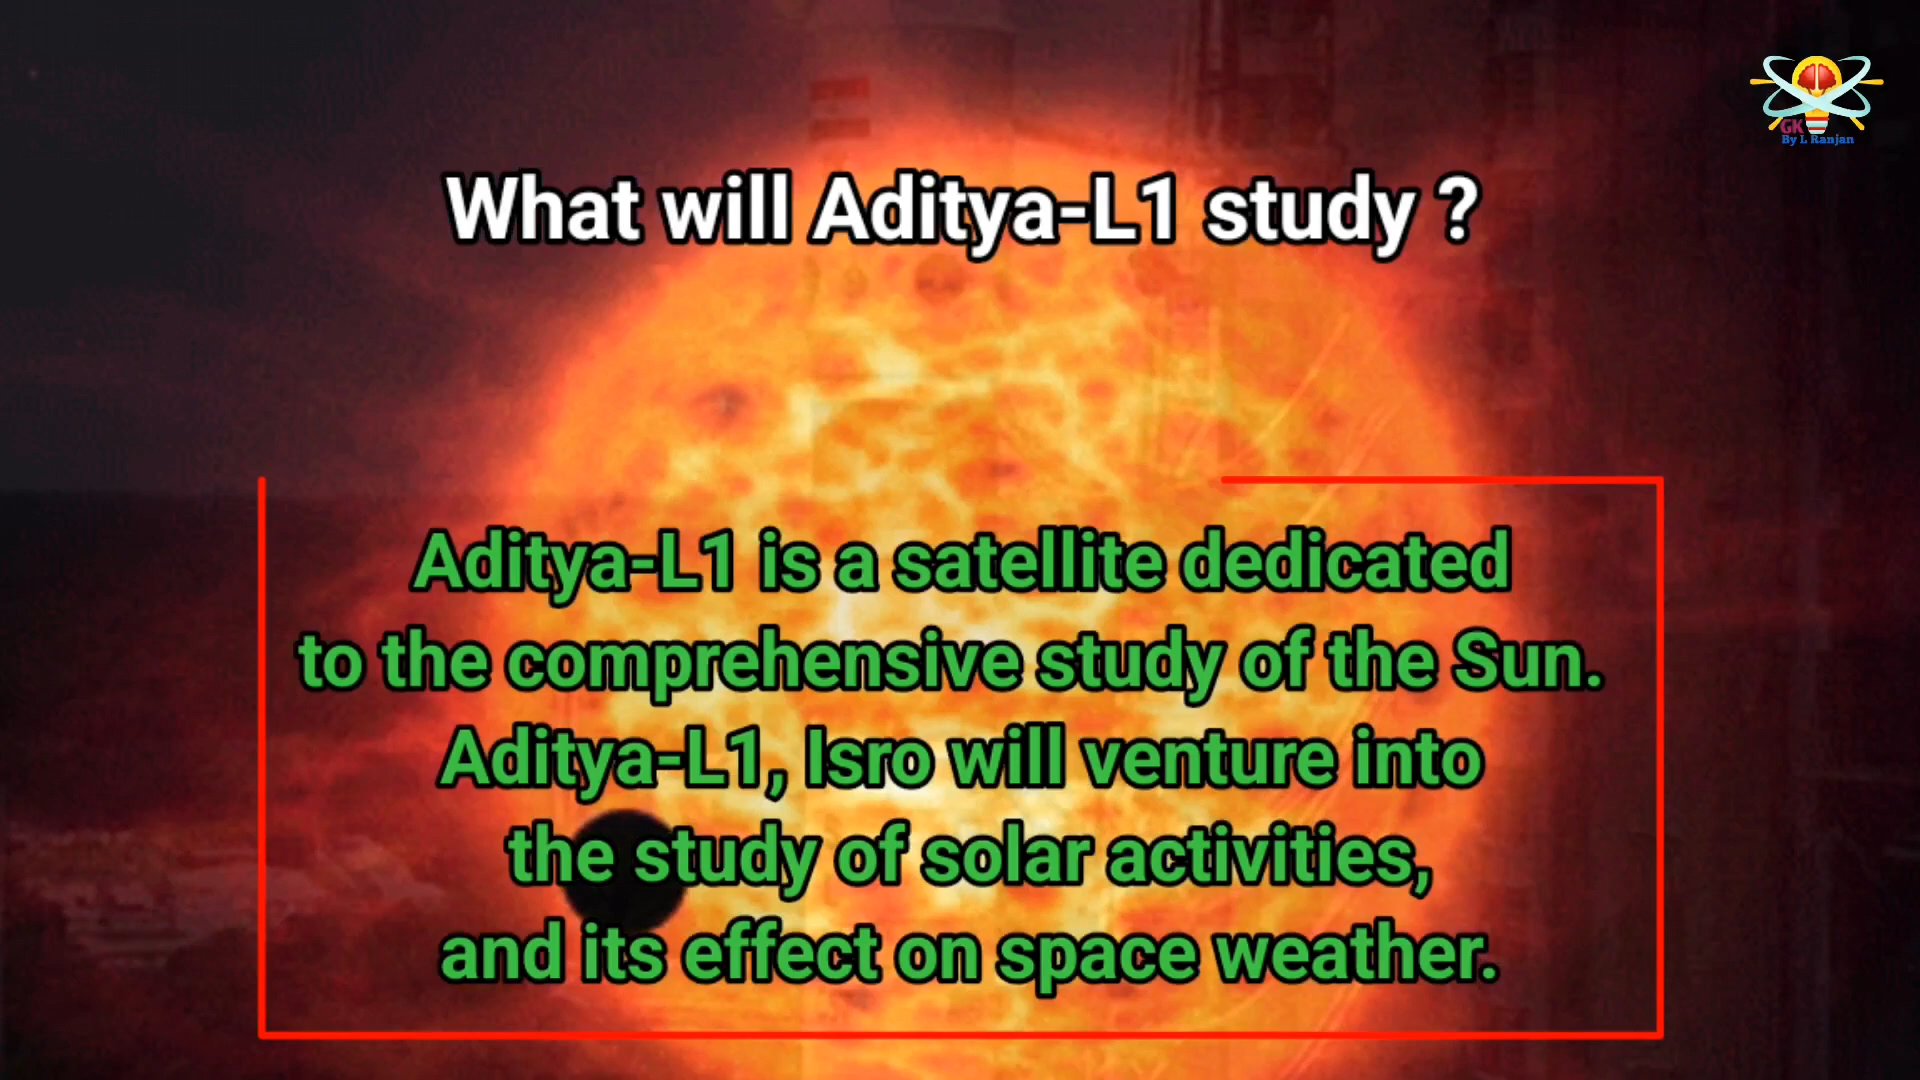 GK
By L Ranjan
What will Aditya-L1 study ?
Aditya-L1 is a satellite dedicated
to the comprehensive study of the Sun.
Aditya-L1, Isro will venture into
the study of solar activities,
and its effect on space weather.